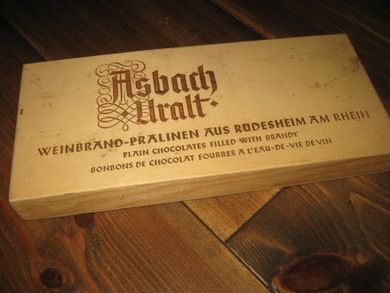 Asbach
Uralt
WEINBRAND-PRALINEN AUS RÜDESHEIM AM RHEIN
PLAIN CHOCOLATES FILLED WITH BRANDY
BONBONS DE CHOCOLAT FOURRES A L'EAU-DE-VIE DE VIN